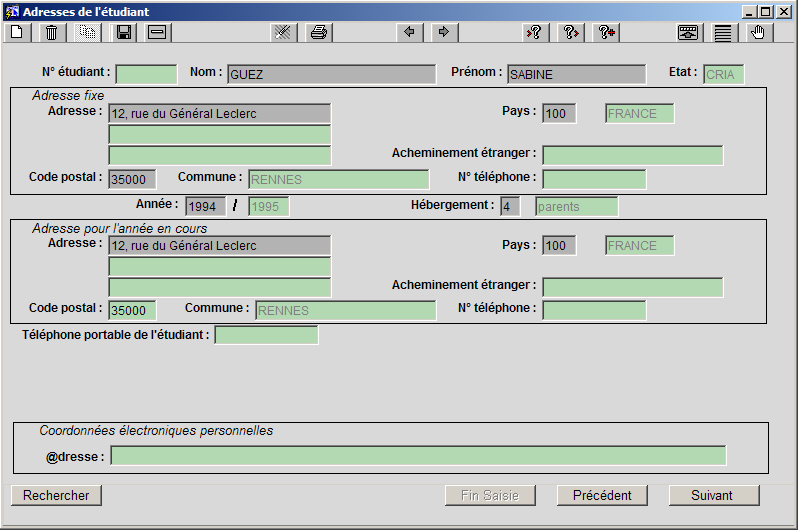 Adresses de l'étudiant
N° étudiant : Nom : GUEZ Prénom : SABINE Etat : CRIA
Adresse fixe
Adresse : 12, rue du Général Leclerc Pays : 100 FRANCE
Acheminement étranger :
Code postal : 35000 Commune : RENNES N° téléphone :
Année : 1994 / 1995 Hébergement : 4 parents
Adresse pour l'année en cours
Adresse : 12, rue du Général Leclerc Pays : 100 FRANCE
Acheminement étranger :
Code postal : 35000 Commune : RENNES N° téléphone :
Téléphone portable de l'étudiant :
Coordonnées électroniques personnelles
@dresse :
Rechercher Fin Saisie Précédent Suivant